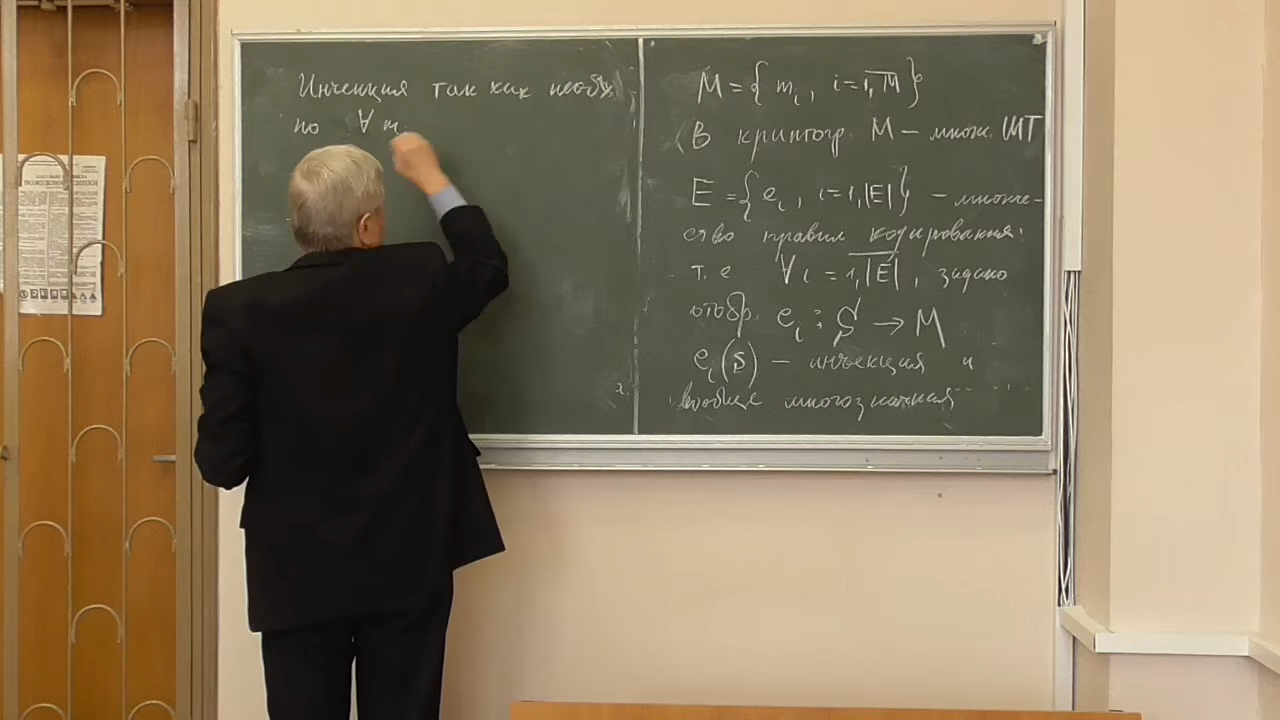 Инъекция так как необх.
по ∀ m
M = { mᵢ, i = 1, M }
(В криптогр. M – множ. ШТ
E = { eᵢ, i = 1, |E| } – множе-
ство правил кодирования.
т. е ∀ i = 1, |E|, задано
отобр. eᵢ : S → M
eᵢ(S) – инъекция и
вообще многозначная